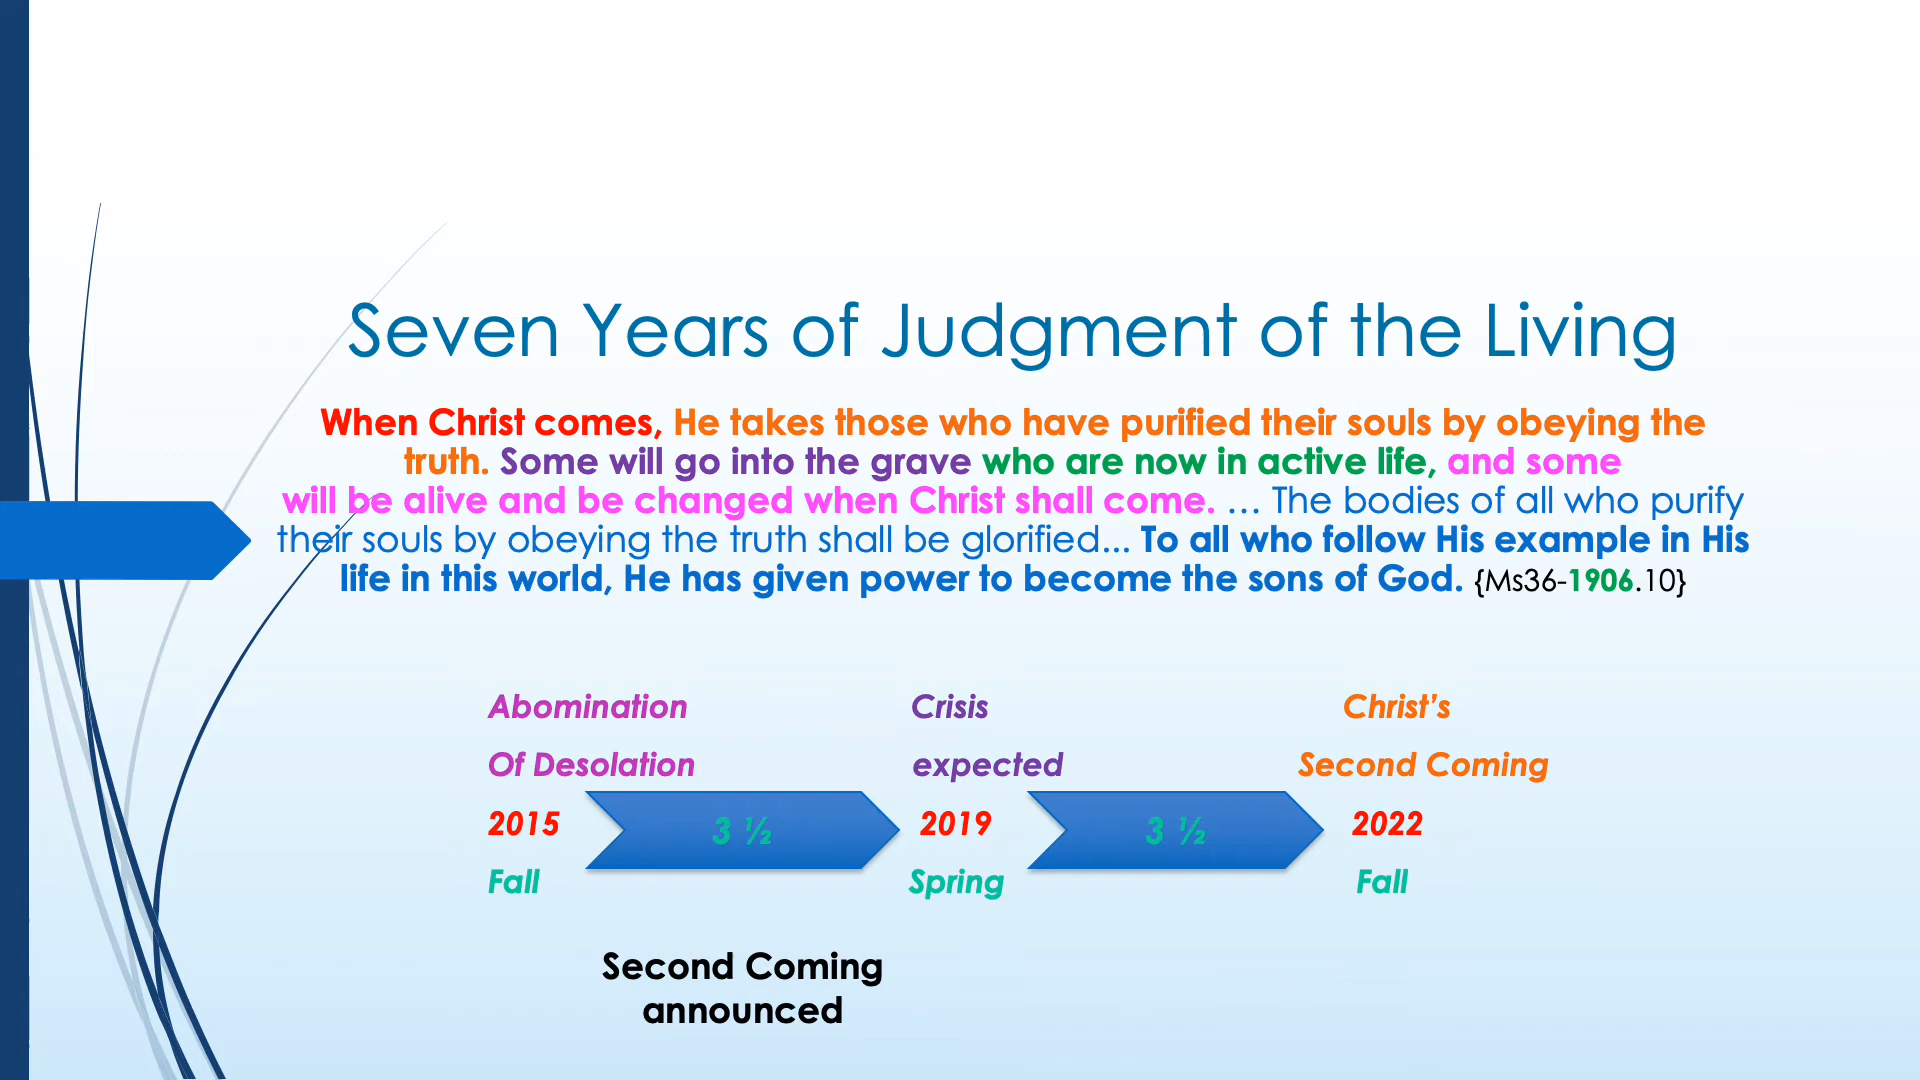 Seven Years of Judgment of the Living
When Christ comes, He takes those who have purified their souls by obeying the
truth. Some will go into the grave who are now in active life, and some
will be alive and be changed when Christ shall come. … The bodies of all who purify
their souls by obeying the truth shall be glorified... To all who follow His example in His
life in this world, He has given power to become the sons of God. {Ms36-1906.10}
Abomination Crisis Christ's
Of Desolation expected Second Coming
2015 3 ½ 2019 3 ½ 2022
Fall Spring Fall
Second Coming
announced